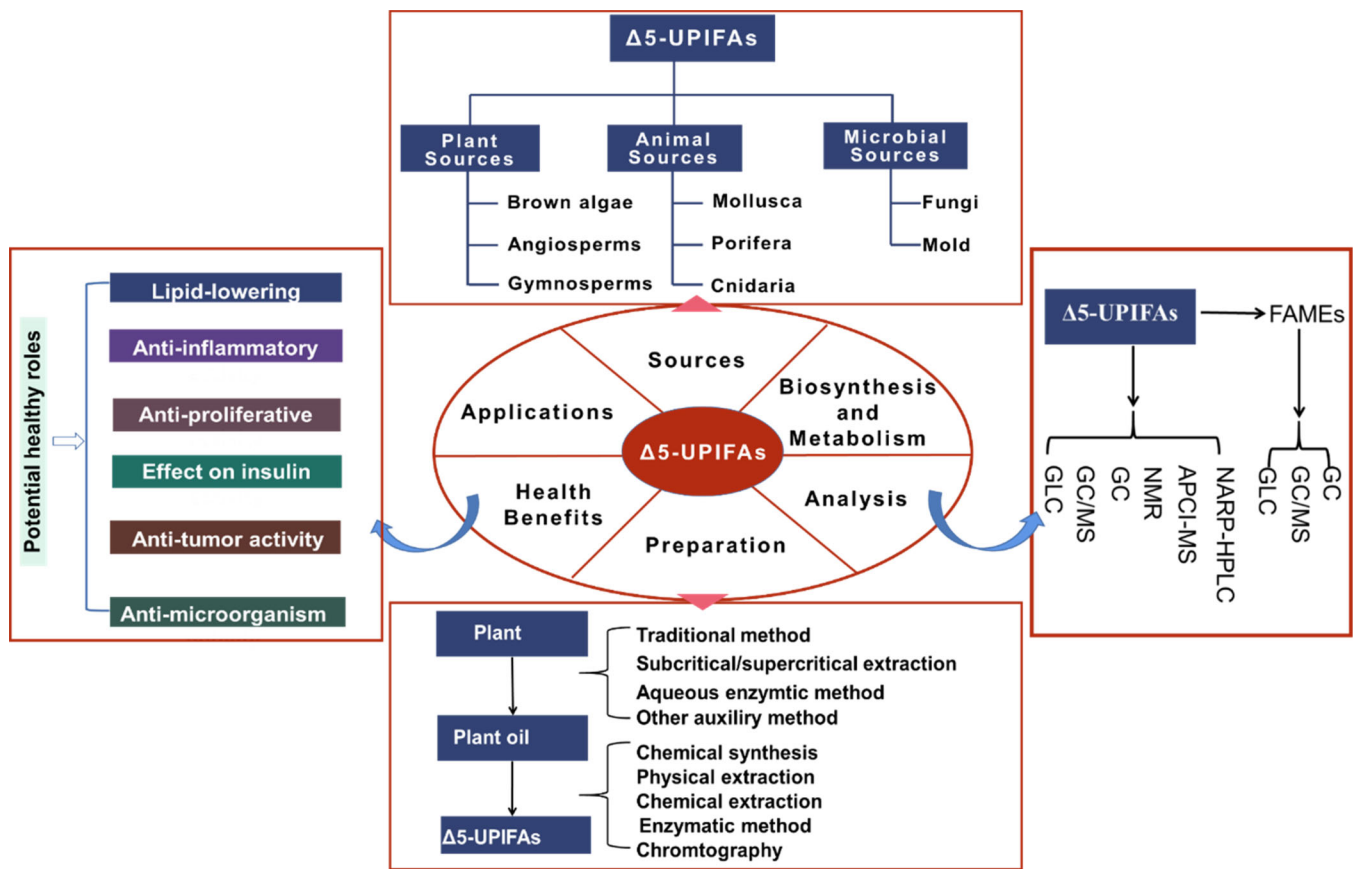 Δ5-UPIFAs
Plant
Sources
Animal
Sources
Microbial
Sources
Brown algae
Angiosperms
Gymnosperms
Mollusca
Porifera
Cnidaria
Fungi
Mold
Potential healthy roles
Lipid-lowering
Anti-inflammatory
Anti-proliferative
Effect on insulin
Anti-tumor activity
Anti-microorganism
Sources
Biosynthesis
and
Metabolism
Applications
Δ5-UPIFAs
Health
Benefits
Analysis
Preparation
Δ5-UPIFAs
FAMEs
GLC
GC/MS
GC
NMR
APCI-MS
NARP-HPLC
GLC
GC/MS
GC
Plant
Traditional method
Subcritical/supercritical extraction
Aqueous enzymtic method
Other auxiliry method
Plant oil
Chemical synthesis
Physical extraction
Chemical extraction
Enzymatic method
Chromtography
Δ5-UPIFAs